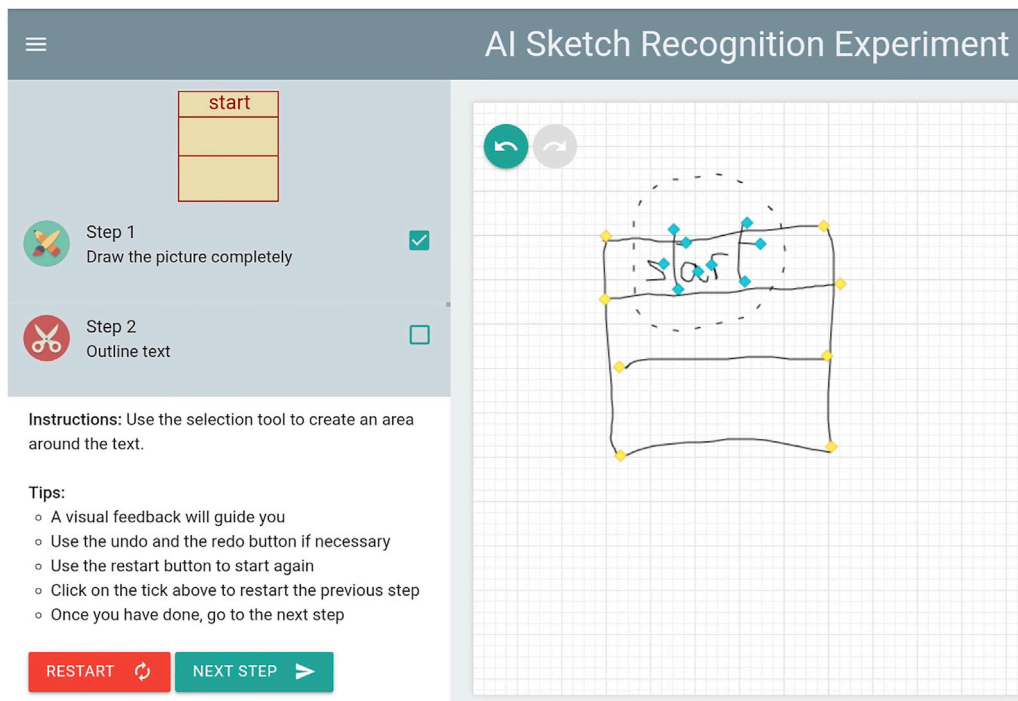 AI Sketch Recognition Experiment
start
Step 1
Draw the picture completely
Step 2
Outline text
Instructions: Use the selection tool to create an area
around the text.
Tips:
A visual feedback will guide you
Use the undo and the redo button if necessary
Use the restart button to start again
Click on the tick above to restart the previous step
Once you have done, go to the next step
RESTART
NEXT STEP
start